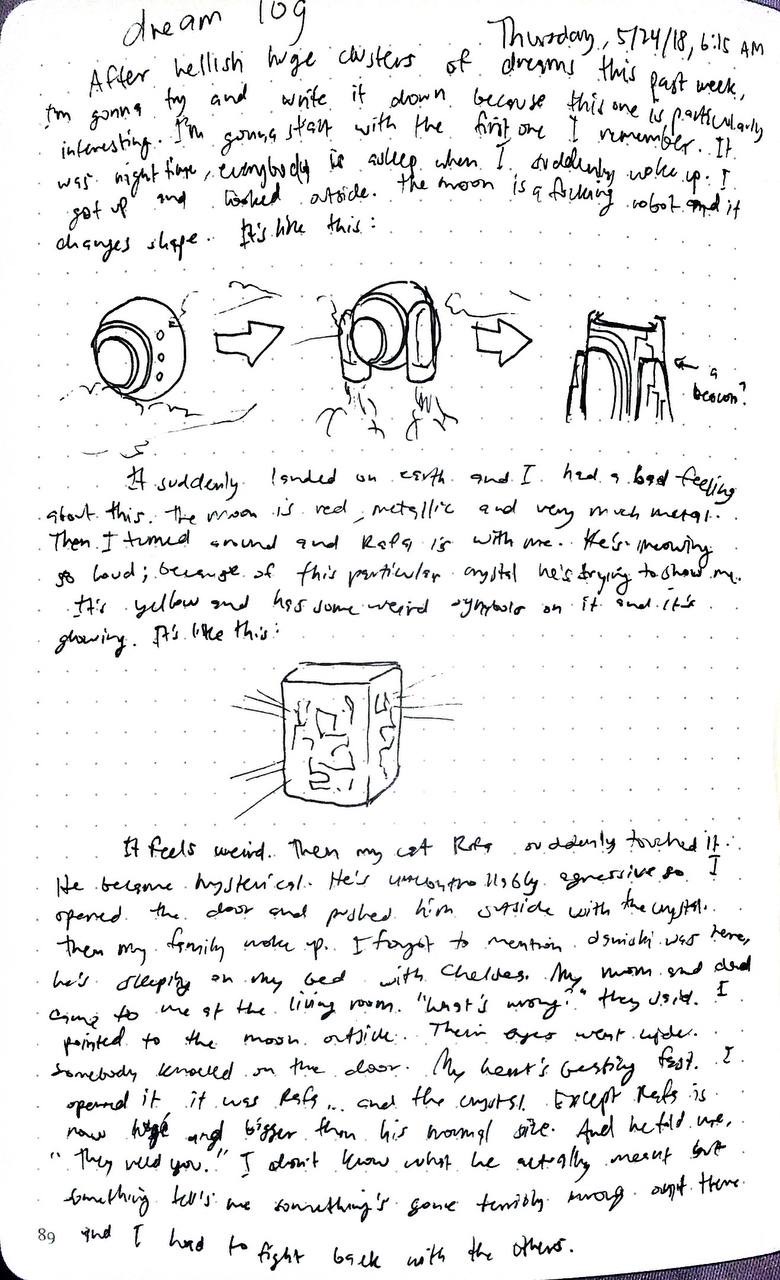 dream log
Thursday, 5/24/18, 6:15 AM
After hellish huge clusters of dreams this past week,
I'm gonna try and write it down because this one is particularly
interesting. I'm gonna start with the first one I remember. It
was night time, everybody is asleep when I suddenly woke up. I
got up and looked outside. the moon is a fucking robot and it
changes shape. It's like this:
a
beacon?
It suddenly landed on earth and I had a bad feeling
about this. The moon is red, metallic and very much metal.
Then I turned around and Rafa is with me. He's meowing
so loud; because of this particular crystal he's trying to show me.
It's yellow and has some weird symbols on it and it's
glowing. It's like this:
It feels weird. Then my cat Rafa suddenly touched it.
He became hysterical. He's uncontrollably agressive so I
opened the door and pushed him outside with the crystal.
Then my family woke up. I forgot to mention was here,
he's sleeping on my bed with My mom and dad
came to me at the living room. "What's wrong?" they said. I
pointed to the moon outside. Their eyes went wide.
Somebody knocked on the door. My heart's beating fast. I
opened it it was Rafa... and the crystal. Except Rafa is
now huge and bigger than his normal size. And he told me,
"They need you." I don't know what he actually meant but
something tell's me something's gone terribly wrong out there
and I had to fight back with the others.
89